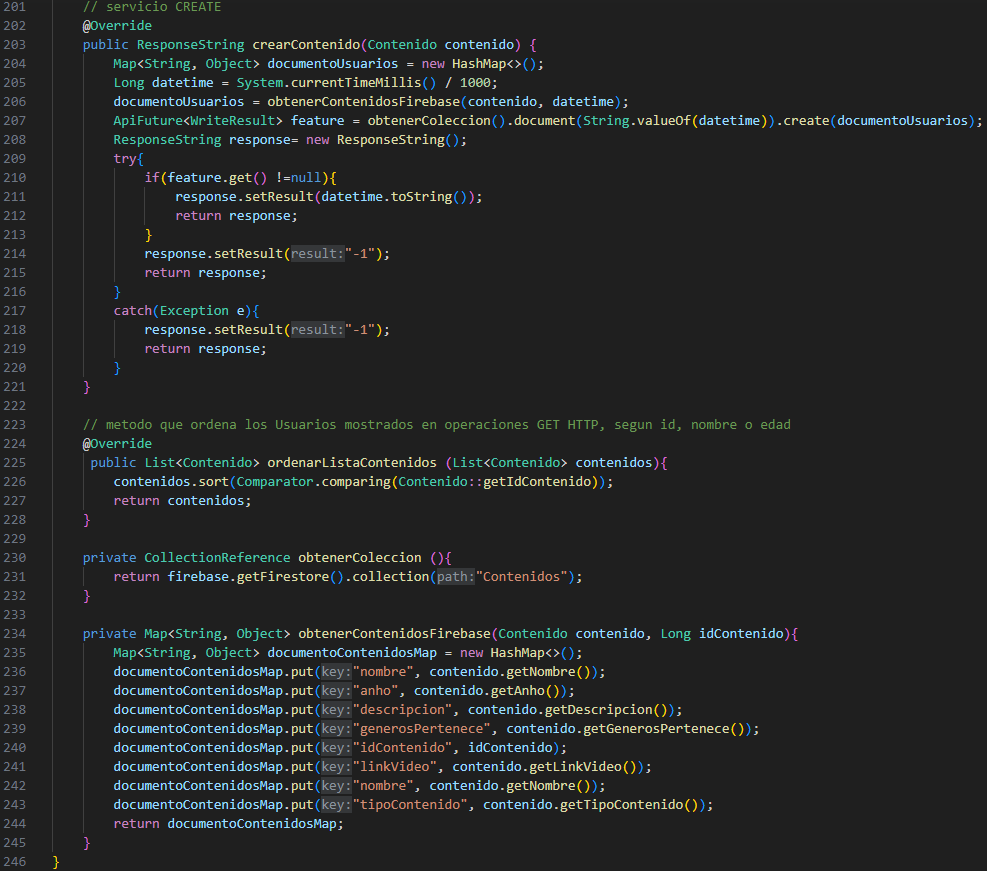 201 // servicio CREATE
202 @Override
203 public ResponseString crearContenido(Contenido contenido) {
204 Map<String, Object> documentoUsuarios = new HashMap<>();
205 Long datetime = System.currentTimeMillis() / 1000;
206 documentoUsuarios = obtenerContenidosFirebase(contenido, datetime);
207 ApiFuture<WriteResult> feature = obtenerColeccion().document(String.valueOf(datetime)).create(documentoUsuarios);
208 ResponseString response= new ResponseString();
209 try{
210 if(feature.get() !=null){
211 response.setResult(datetime.toString());
212 return response;
213 }
214 response.setResult(result:"-1");
215 return response;
216 }
217 catch(Exception e){
218 response.setResult(result:"-1");
219 return response;
220 }
221 }
222
223 // metodo que ordena los Usuarios mostrados en operaciones GET HTTP, segun id, nombre o edad
224 @Override
225 public List<Contenido> ordenarListaContenidos (List<Contenido> contenidos){
226 contenidos.sort(Comparator.comparing(Contenido::getIdContenido));
227 return contenidos;
228 }
229
230 private CollectionReference obtenerColeccion (){
231 return firebase.getFirestore().collection(path:"Contenidos");
232 }
233
234 private Map<String, Object> obtenerContenidosFirebase(Contenido contenido, Long idContenido){
235 Map<String, Object> documentoContenidosMap = new HashMap<>();
236 documentoContenidosMap.put(key:"nombre", contenido.getNombre());
237 documentoContenidosMap.put(key:"anho", contenido.getAnho());
238 documentoContenidosMap.put(key:"descripcion", contenido.getDescripcion());
239 documentoContenidosMap.put(key:"generosPertenece", contenido.getGenerosPertenece());
240 documentoContenidosMap.put(key:"idContenido", idContenido);
241 documentoContenidosMap.put(key:"linkVideo", contenido.getLinkVideo());
242 documentoContenidosMap.put(key:"nombre", contenido.getNombre());
243 documentoContenidosMap.put(key:"tipoContenido", contenido.getTipoContenido());
244 return documentoContenidosMap;
245 }
246 }